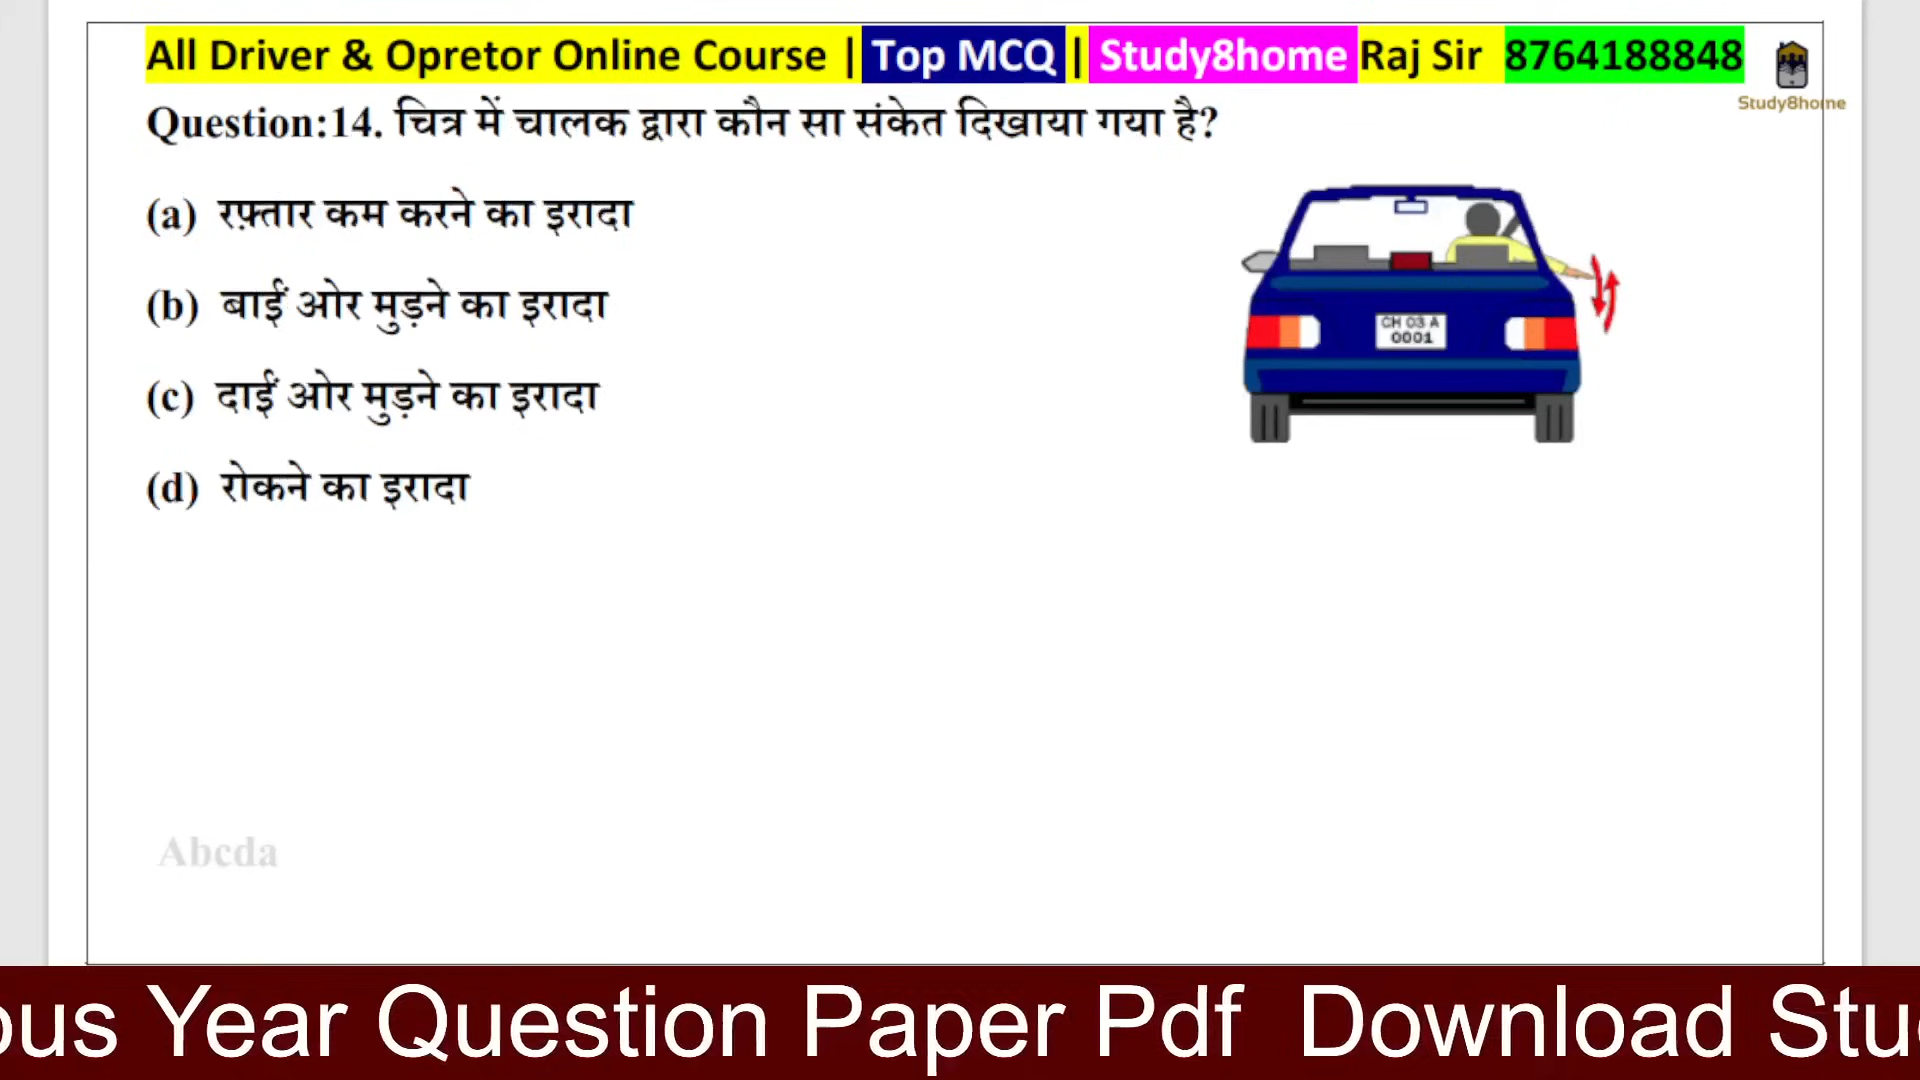 All Driver & Opretor Online Course | Top MCQ | Study8home Raj Sir 8764188848
Study8home
Question:14. चित्र में चालक द्वारा कौन सा संकेत दिखाया गया है?
(a) रफ़्तार कम करने का इरादा
(b) बाईं ओर मुड़ने का इरादा
(c) दाईं ओर मुड़ने का इरादा
(d) रोकने का इरादा
CH 03 A
0001
Abcda
ous Year Question Paper Pdf Download Stu